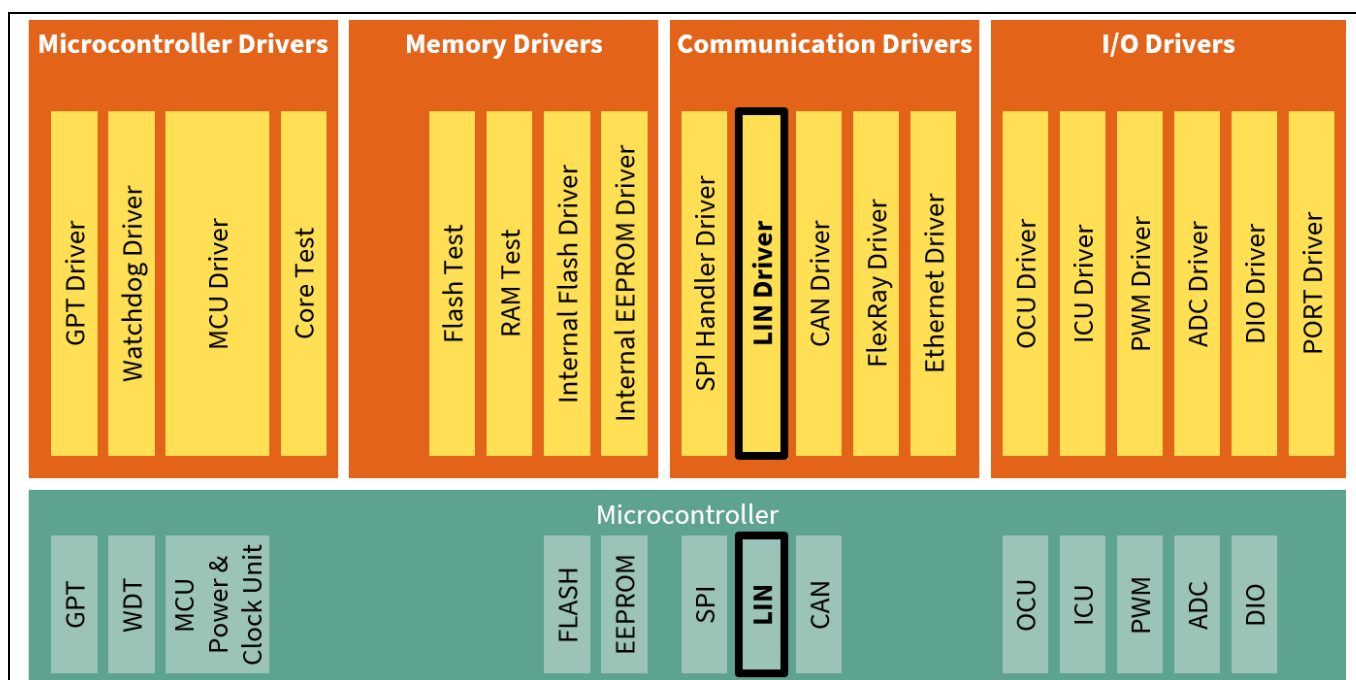 Microcontroller Drivers
Memory Drivers
Communication Drivers
I/O Drivers
GPT Driver
Watchdog Driver
MCU Driver
Core Test
Flash Test
RAM Test
Internal Flash Driver
Internal EEPROM Driver
SPI Handler Driver
LIN Driver
CAN Driver
FlexRay Driver
Ethernet Driver
OCU Driver
ICU Driver
PWM Driver
ADC Driver
DIO Driver
PORT Driver
Microcontroller
GPT
WDT
MCU
Power &
Clock Unit
FLASH
EEPROM
SPI
LIN
CAN
OCU
ICU
PWM
ADC
DIO